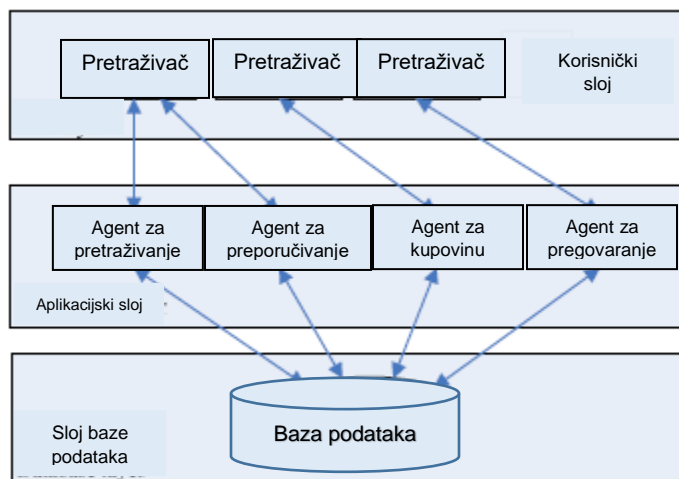 Pretraživač
Pretraživač
Pretraživač
Korisnički
sloj
Agent za
pretraživanje
Agent za
preporučivanje
Agent za
kupovinu
Agent za
pregovaranje
Aplikacijski sloj
Baza podataka
Sloj baze
podataka